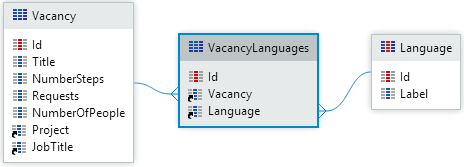 Vacancy
Id
Title
NumberSteps
Requests
NumberOfPeople
Project
JobTitle
VacancyLanguages
Id
Vacancy
Language
Language
Id
Label